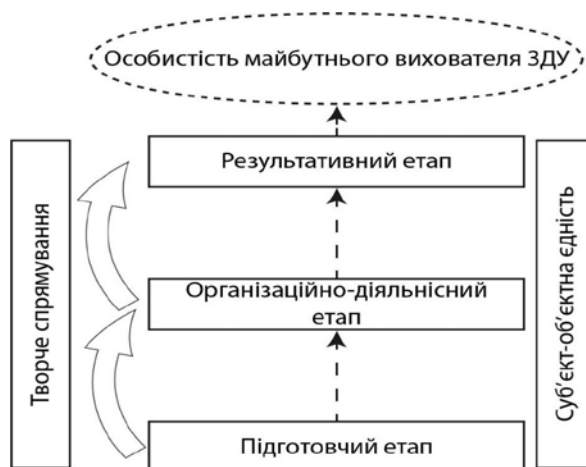 Особистість майбутнього вихователя ЗДУ
Результативний етап
Творче спрямування
Організаційно-діяльнісний
етап
Суб'єкт-об'єктна єдність
Підготовчий етап